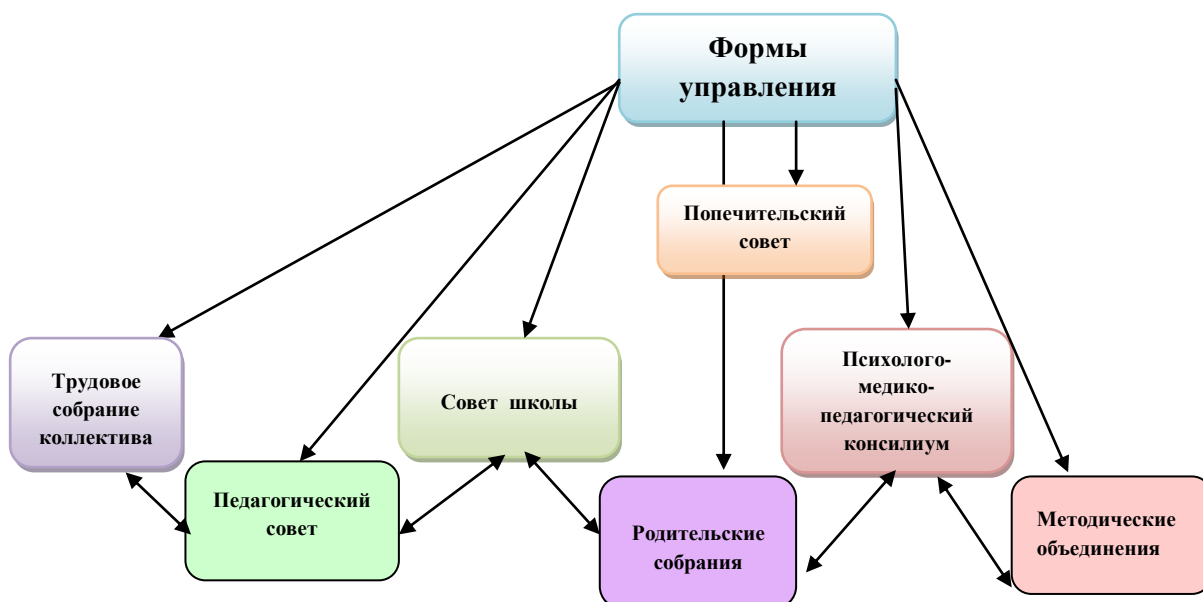 Формы
управления
Попечительский
совет
Трудовое
собрание
коллектива
Совет школы
Психолого-
медико-
педагогический
консилиум
Педагогический
совет
Родительские
собрания
Методические
объединения